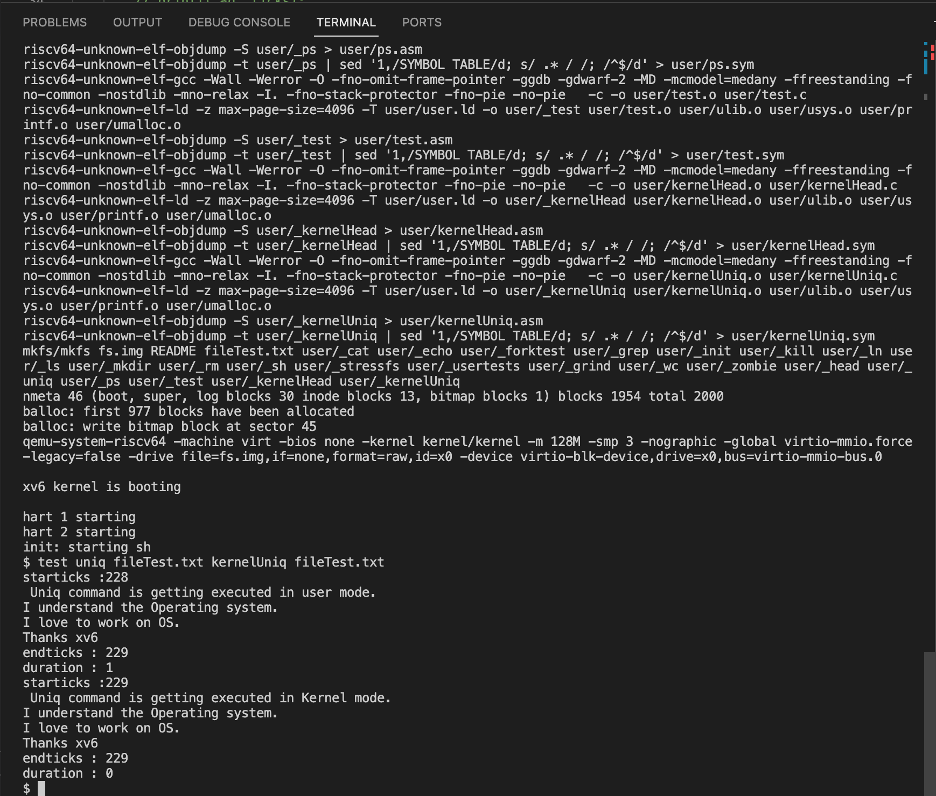 PROBLEMS OUTPUT DEBUG CONSOLE TERMINAL PORTS
riscv64-unknown-elf-objdump -S user/_ps > user/ps.asm
riscv64-unknown-elf-objdump -t user/_ps | sed '1,/SYMBOL TABLE/d; s/ .* / /; /^$/d' > user/ps.sym
riscv64-unknown-elf-gcc -Wall -Werror -O -fno-omit-frame-pointer -ggdb -gdwarf-2 -MD -mcmodel=medany -ffreestanding -f
no-common -nostdlib -mno-relax -I. -fno-stack-protector -fno-pie -no-pie   -c -o user/test.o user/test.c
riscv64-unknown-elf-ld -z max-page-size=4096 -T user/user.ld -o user/_test user/test.o user/ulib.o user/usys.o user/pr
intf.o user/umalloc.o
riscv64-unknown-elf-objdump -S user/_test > user/test.asm
riscv64-unknown-elf-objdump -t user/_test | sed '1,/SYMBOL TABLE/d; s/ .* / /; /^$/d' > user/test.sym
riscv64-unknown-elf-gcc -Wall -Werror -O -fno-omit-frame-pointer -ggdb -gdwarf-2 -MD -mcmodel=medany -ffreestanding -f
no-common -nostdlib -mno-relax -I. -fno-stack-protector -fno-pie -no-pie   -c -o user/kernelHead.o user/kernelHead.c
riscv64-unknown-elf-ld -z max-page-size=4096 -T user/user.ld -o user/_kernelHead user/kernelHead.o user/ulib.o user/us
ys.o user/printf.o user/umalloc.o
riscv64-unknown-elf-objdump -S user/_kernelHead > user/kernelHead.asm
riscv64-unknown-elf-objdump -t user/_kernelHead | sed '1,/SYMBOL TABLE/d; s/ .* / /; /^$/d' > user/kernelHead.sym
riscv64-unknown-elf-gcc -Wall -Werror -O -fno-omit-frame-pointer -ggdb -gdwarf-2 -MD -mcmodel=medany -ffreestanding -f
no-common -nostdlib -mno-relax -I. -fno-stack-protector -fno-pie -no-pie   -c -o user/kernelUniq.o user/kernelUniq.c
riscv64-unknown-elf-ld -z max-page-size=4096 -T user/user.ld -o user/_kernelUniq user/kernelUniq.o user/ulib.o user/us
ys.o user/printf.o user/umalloc.o
riscv64-unknown-elf-objdump -S user/_kernelUniq > user/kernelUniq.asm
riscv64-unknown-elf-objdump -t user/_kernelUniq | sed '1,/SYMBOL TABLE/d; s/ .* / /; /^$/d' > user/kernelUniq.sym
mkfs/mkfs fs.img README fileTest.txt user/_cat user/_echo user/_forktest user/_grep user/_init user/_kill user/_ln use
r/_ls user/_mkdir user/_rm user/_sh user/_stressfs user/_usertests user/_grind user/_wc user/_zombie user/_head user/_
uniq user/_ps user/_test user/_kernelHead user/_kernelUniq
nmeta 46 (boot, super, log blocks 30 inode blocks 13, bitmap blocks 1) blocks 1954 total 2000
balloc: first 977 blocks have been allocated
balloc: write bitmap block at sector 45
qemu-system-riscv64 -machine virt -bios none -kernel kernel/kernel -m 128M -smp 3 -nographic -global virtio-mmio.force
-legacy=false -drive file=fs.img,if=none,format=raw,id=x0 -device virtio-blk-device,drive=x0,bus=virtio-mmio-bus.0
xv6 kernel is booting
hart 1 starting
hart 2 starting
init: starting sh
$ test uniq fileTest.txt kernelUniq fileTest.txt
starticks :228
 Uniq command is getting executed in user mode.
I understand the Operating system.
I love to work on OS.
Thanks xv6
endticks : 229
duration : 1
starticks :229
 Uniq command is getting executed in Kernel mode.
I understand the Operating system.
I love to work on OS.
Thanks xv6
endticks : 229
duration : 0
$